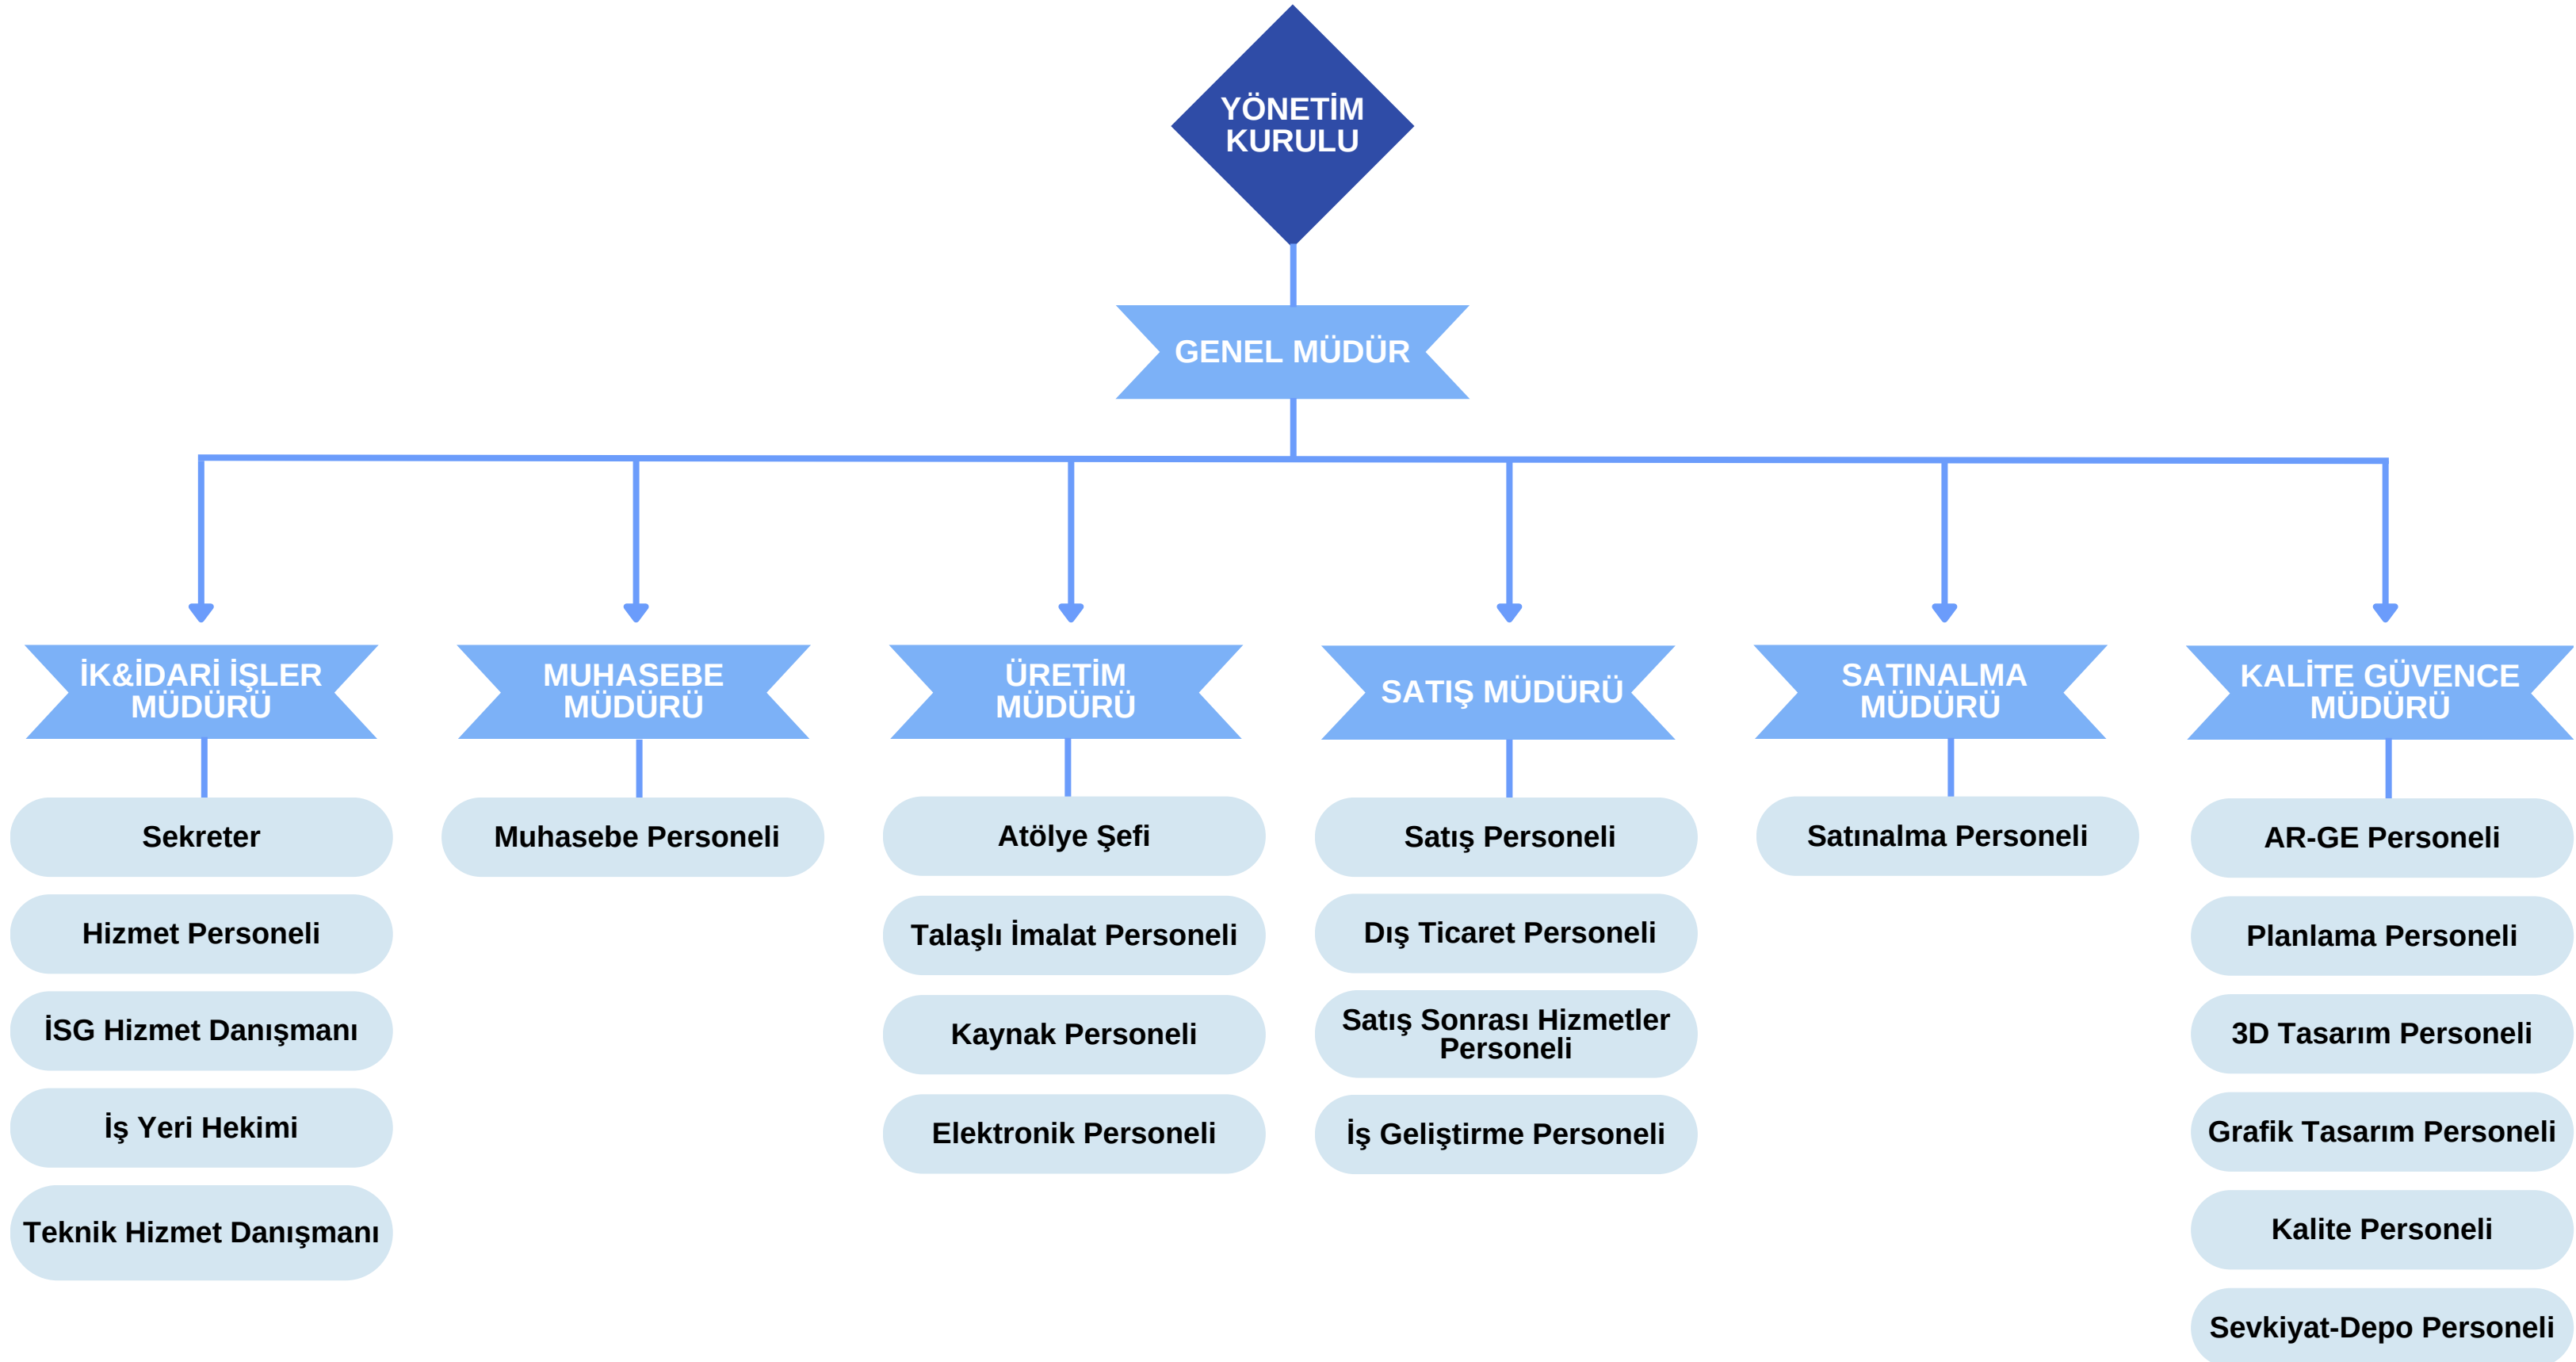 YÖNETİM
KURULU
GENEL MÜDÜR
İK&İDARİ İŞLER
MÜDÜRÜ
Sekreter
Hizmet Personeli
İSG Hizmet Danışmanı
İş Yeri Hekimi
Teknik Hizmet Danışmanı
MUHASEBE
MÜDÜRÜ
Muhasebe Personeli
ÜRETİM
MÜDÜRÜ
Atölye Şefi
Talaşlı İmalat Personeli
Kaynak Personeli
Elektronik Personeli
SATIŞ MÜDÜRÜ
Satış Personeli
Dış Ticaret Personeli
Satış Sonrası Hizmetler
Personeli
İş Geliştirme Personeli
SATINALMA
MÜDÜRÜ
Satınalma Personeli
KALİTE GÜVENCE
MÜDÜRÜ
AR-GE Personeli
Planlama Personeli
3D Tasarım Personeli
Grafik Tasarım Personeli
Kalite Personeli
Sevkiyat-Depo Personeli